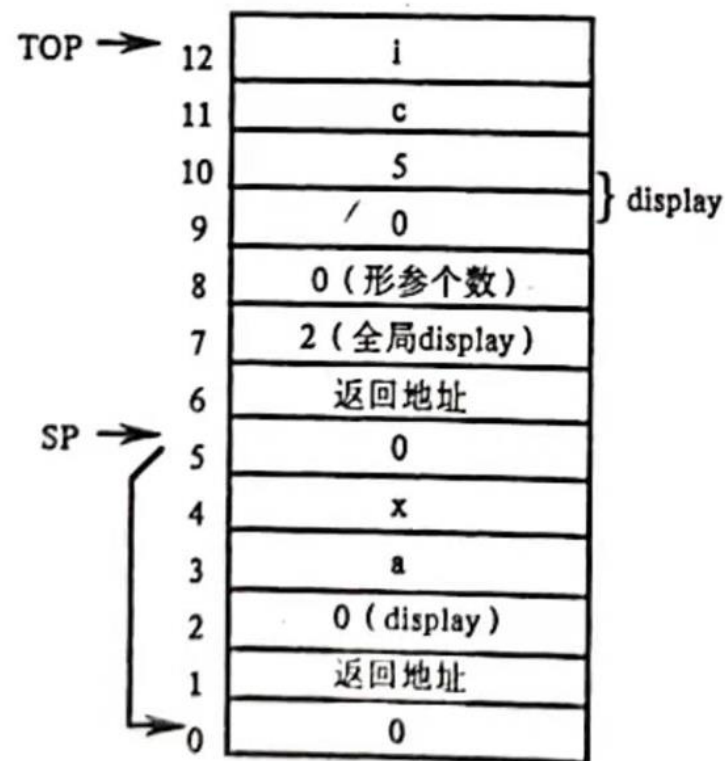 TOP 12 i
11 c
10 5
display
9 0
8 0（形参个数）
7 2（全局display）
6 返回地址
SP 5 0
4 x
3 a
2 0（display）
1 返回地址
0 0